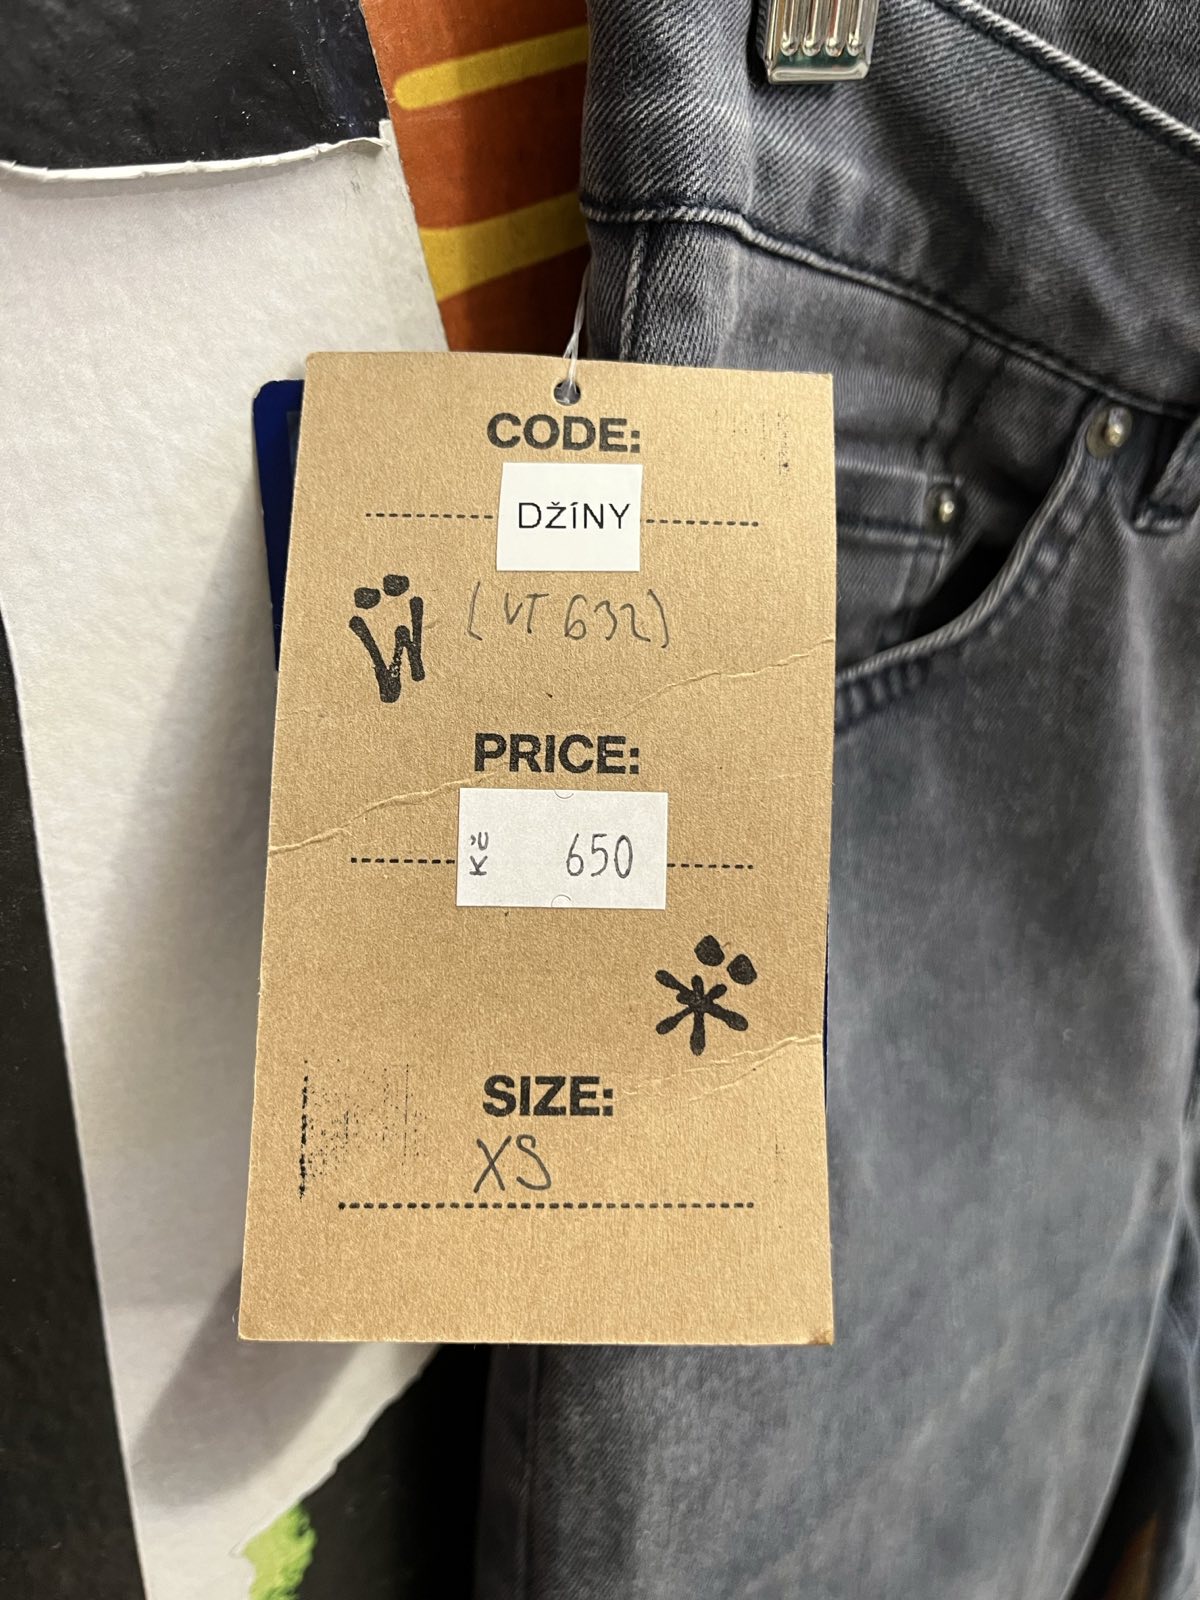 CODE:
DŽÍNY
(VT 632)
PRICE:
Kč 650
SIZE:
XS